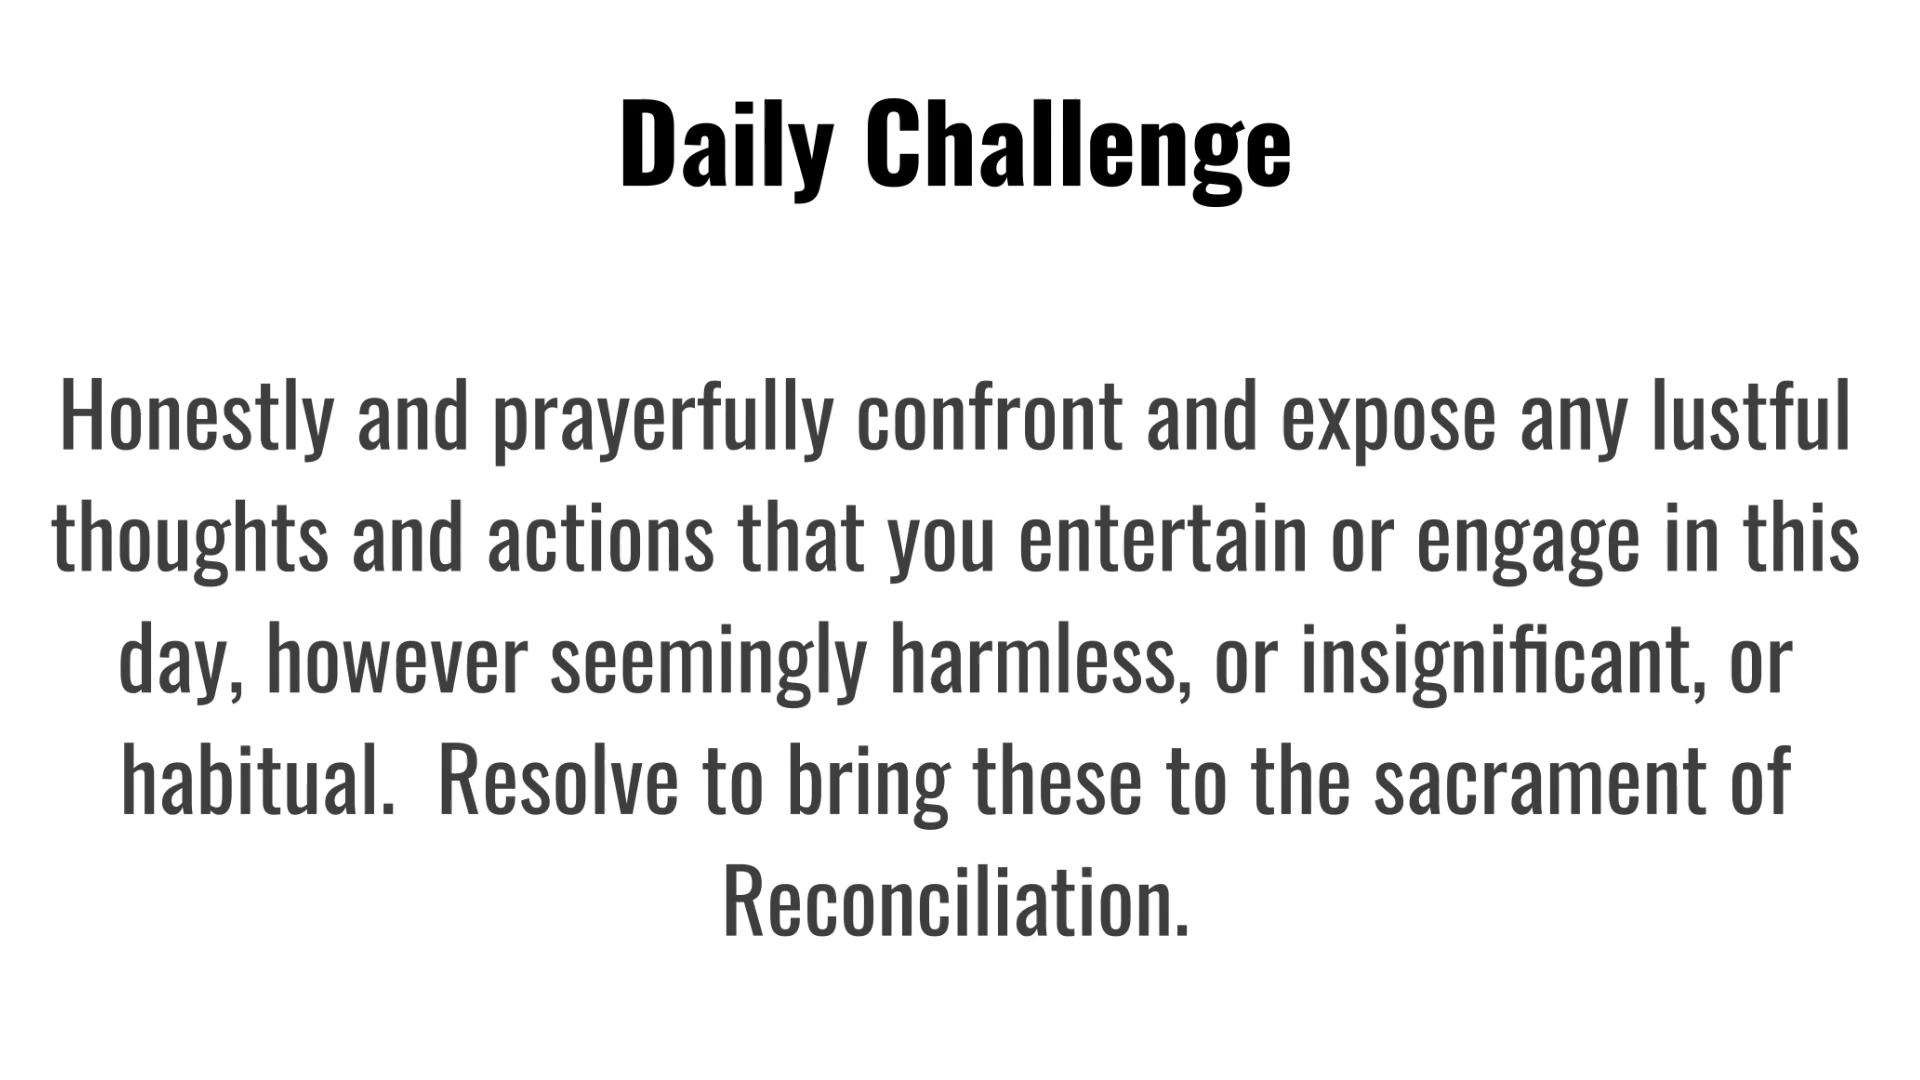 Daily Challenge
Honestly and prayerfully confront and expose any lustful
thoughts and actions that you entertain or engage in this
day, however seemingly harmless, or insignificant, or
habitual.  Resolve to bring these to the sacrament of
Reconciliation.